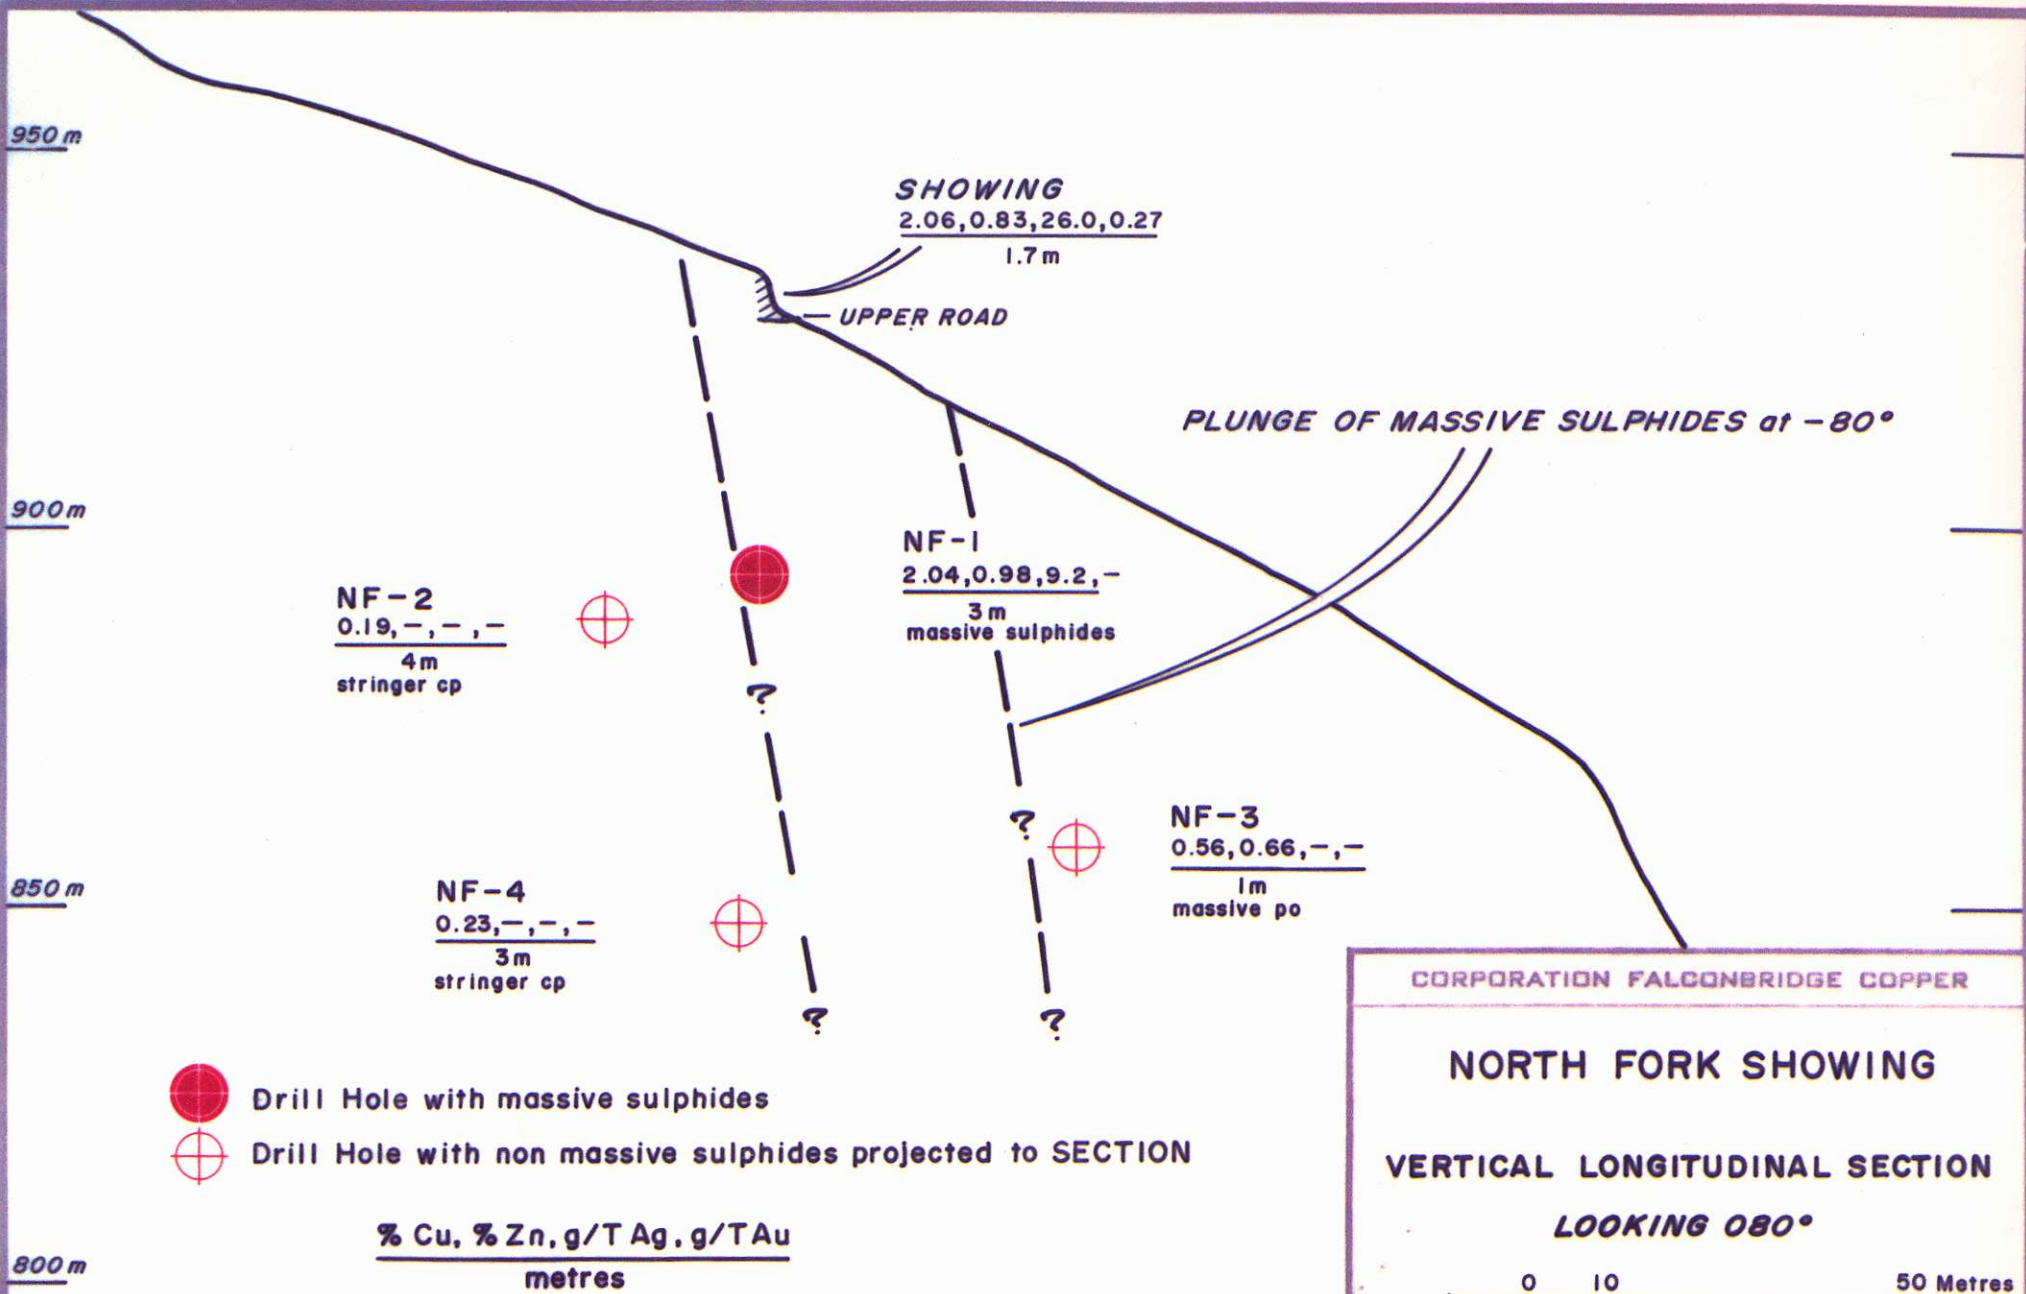 950 m
SHOWING
2.06,0.83,26.0,0.27
1.7 m
UPPER ROAD
PLUNGE OF MASSIVE SULPHIDES at -80°
900 m
NF-1
2.04,0.98,9.2,-
3 m
massive sulphides
NF-2
0.19,-,-,-
4 m
stringer cp
?
?
NF-3
0.56,0.66,-,-
1m
massive po
850 m
NF-4
0.23,-,-,-
3m
stringer cp
?
?
CORPORATION FALCONBRIDGE COPPER
NORTH FORK SHOWING
VERTICAL LONGITUDINAL SECTION
LOOKING 080°
0 10 50 Metres
Drill Hole with massive sulphides
Drill Hole with non massive sulphides projected to SECTION
% Cu, % Zn, g/T Ag, g/T Au
metres
800 m